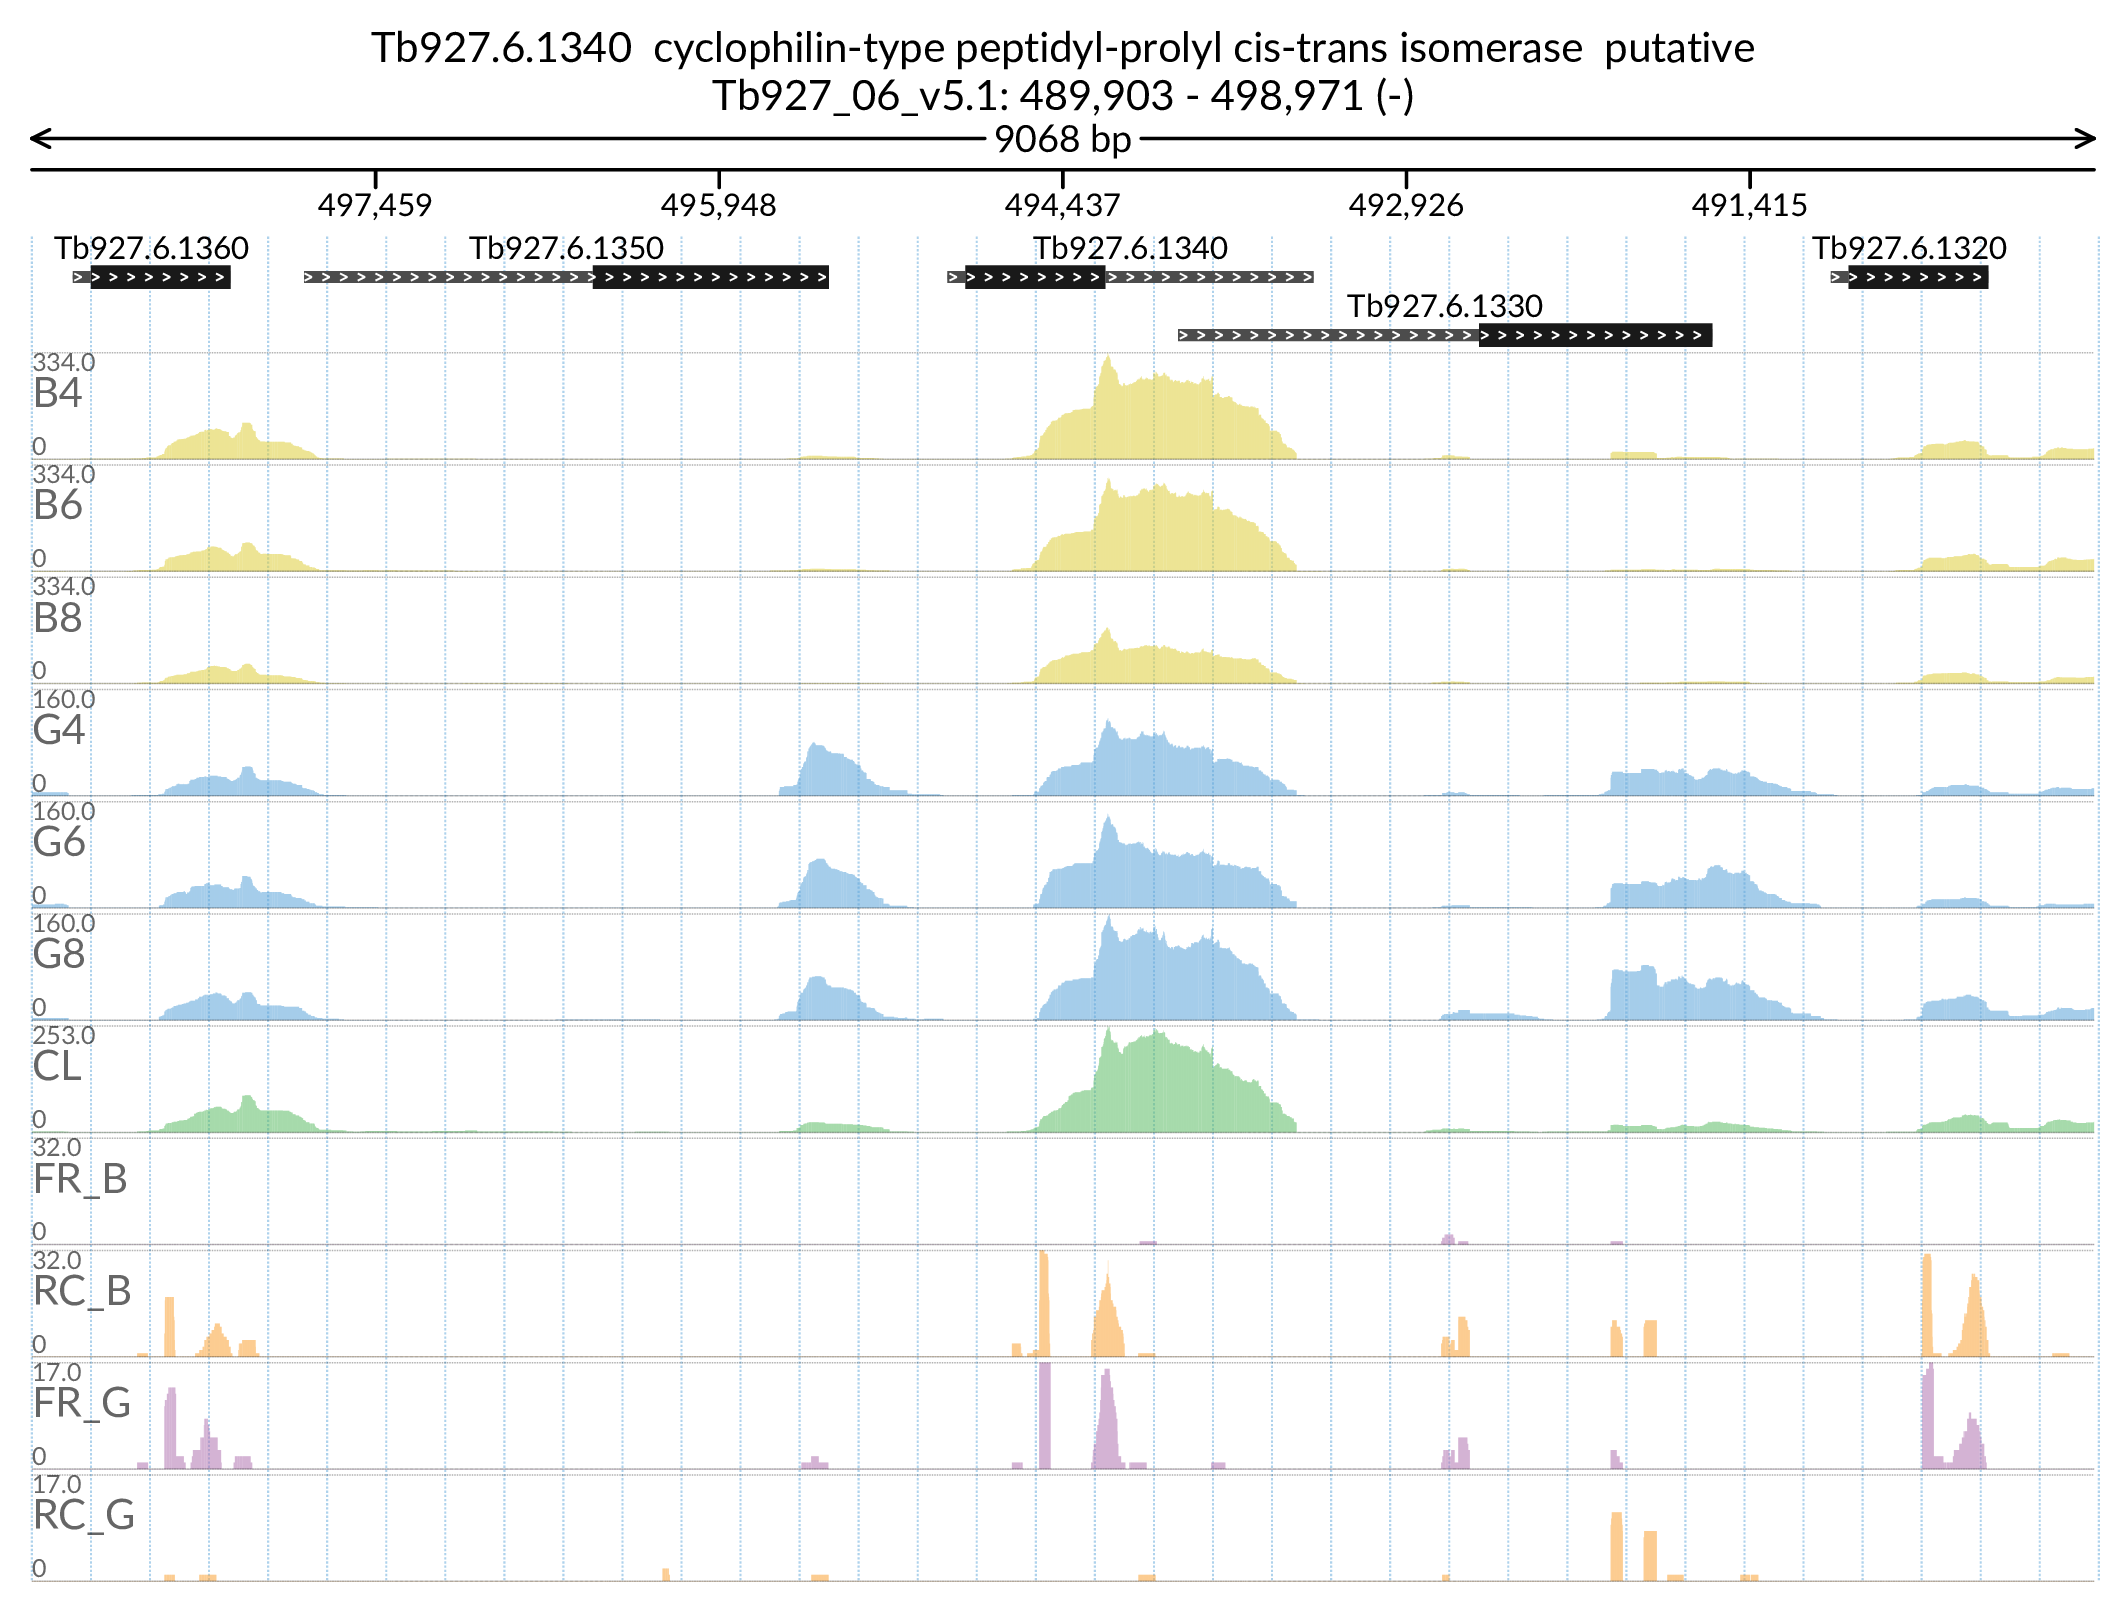 Tb927.6.1340 cyclophilin-type peptidyl-prolyl cis-trans isomerase putative
Tb927_06_v5.1: 489,903 - 498,971 (-)
9068 bp
497,459 495,948 494,437 492,926 491,415
Tb927.6.1360 Tb927.6.1350 Tb927.6.1340 Tb927.6.1320
Tb927.6.1330
334.0
B4
0
334.0
B6
0
334.0
B8
0
160.0
G4
0
160.0
G6
0
160.0
G8
0
253.0
CL
0
32.0
FR_B
0
32.0
RC_B
0
17.0
FR_G
0
17.0
RC_G
0